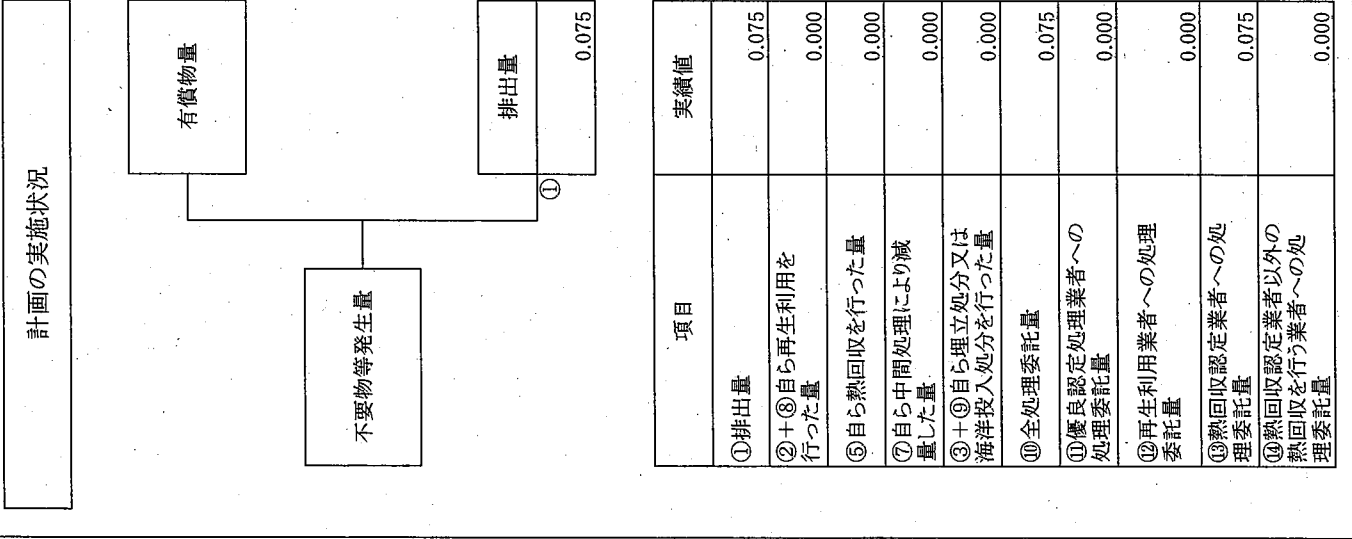 計画の実施状況
有償物量
不要物等発生量
排出量
①
0.075
項目
実績値
①排出量
0.075
②+⑧自ら再生利用を
行った量
0.000
⑤自ら熱回収を行った量
0.000
⑦自ら中間処理により減
量した量
0.000
③+⑨自ら埋立処分又は
海洋投入処分を行った量
0.000
⑩全処理委託量
0.075
⑪優良認定処理業者への
処理委託量
0.000
⑫再生利用業者への処理
委託量
0.000
⑬熱回収認定業者への処
理委託量
0.075
⑭熱回収認定業者以外の
熱回収を行う業者への処
理委託量
0.000